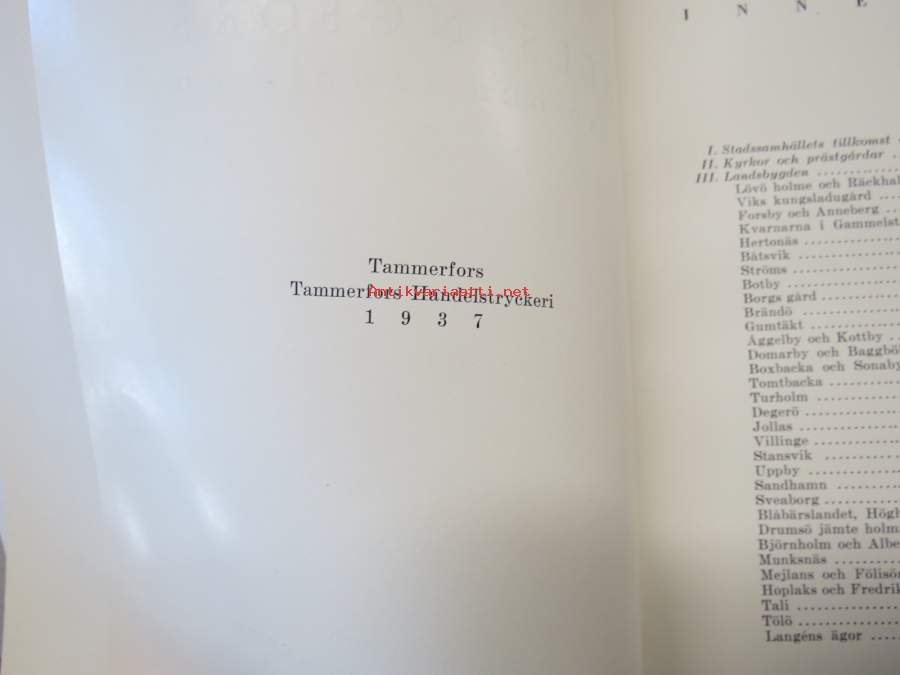 Tammerfors
Tammerfors Handelstryckeri
1 9 3 7
Antikvariaatti.net
I N N E
I. Stadssamhällets tillkomst
II. Kyrkor och prästgårdar ..
III. Landsbygden ..............
Lövö holme och Räckhal
Viks kungsladugård ....
Forsby och Anneberg ...
Kvarnarna i Gammelst
Hertonäs ..............
Båtsvik ...............
Ströms ................
Botby .................
Borgs gård ............
Brändö ................
Gumtäkt ...............
Åggelby och Kottby ..
Domarby och Baggbö
Boxbacka och Sonaby
Tomtbacka ............
Turholm ..............
Degerö ...............
Jollas ...............
Villinge .............
Stansvik .............
Uppby ................
Sandhamn ............
Sveaborg .............
Blåbärslandet, Högh
Drumsö jämte holm
Björnholm och Albe
Munksnäs ..........
Mejlans och Fölisö
Hoplaks och Fredrik
Tali ...............
Tölö ...............
Langéns ägor ....